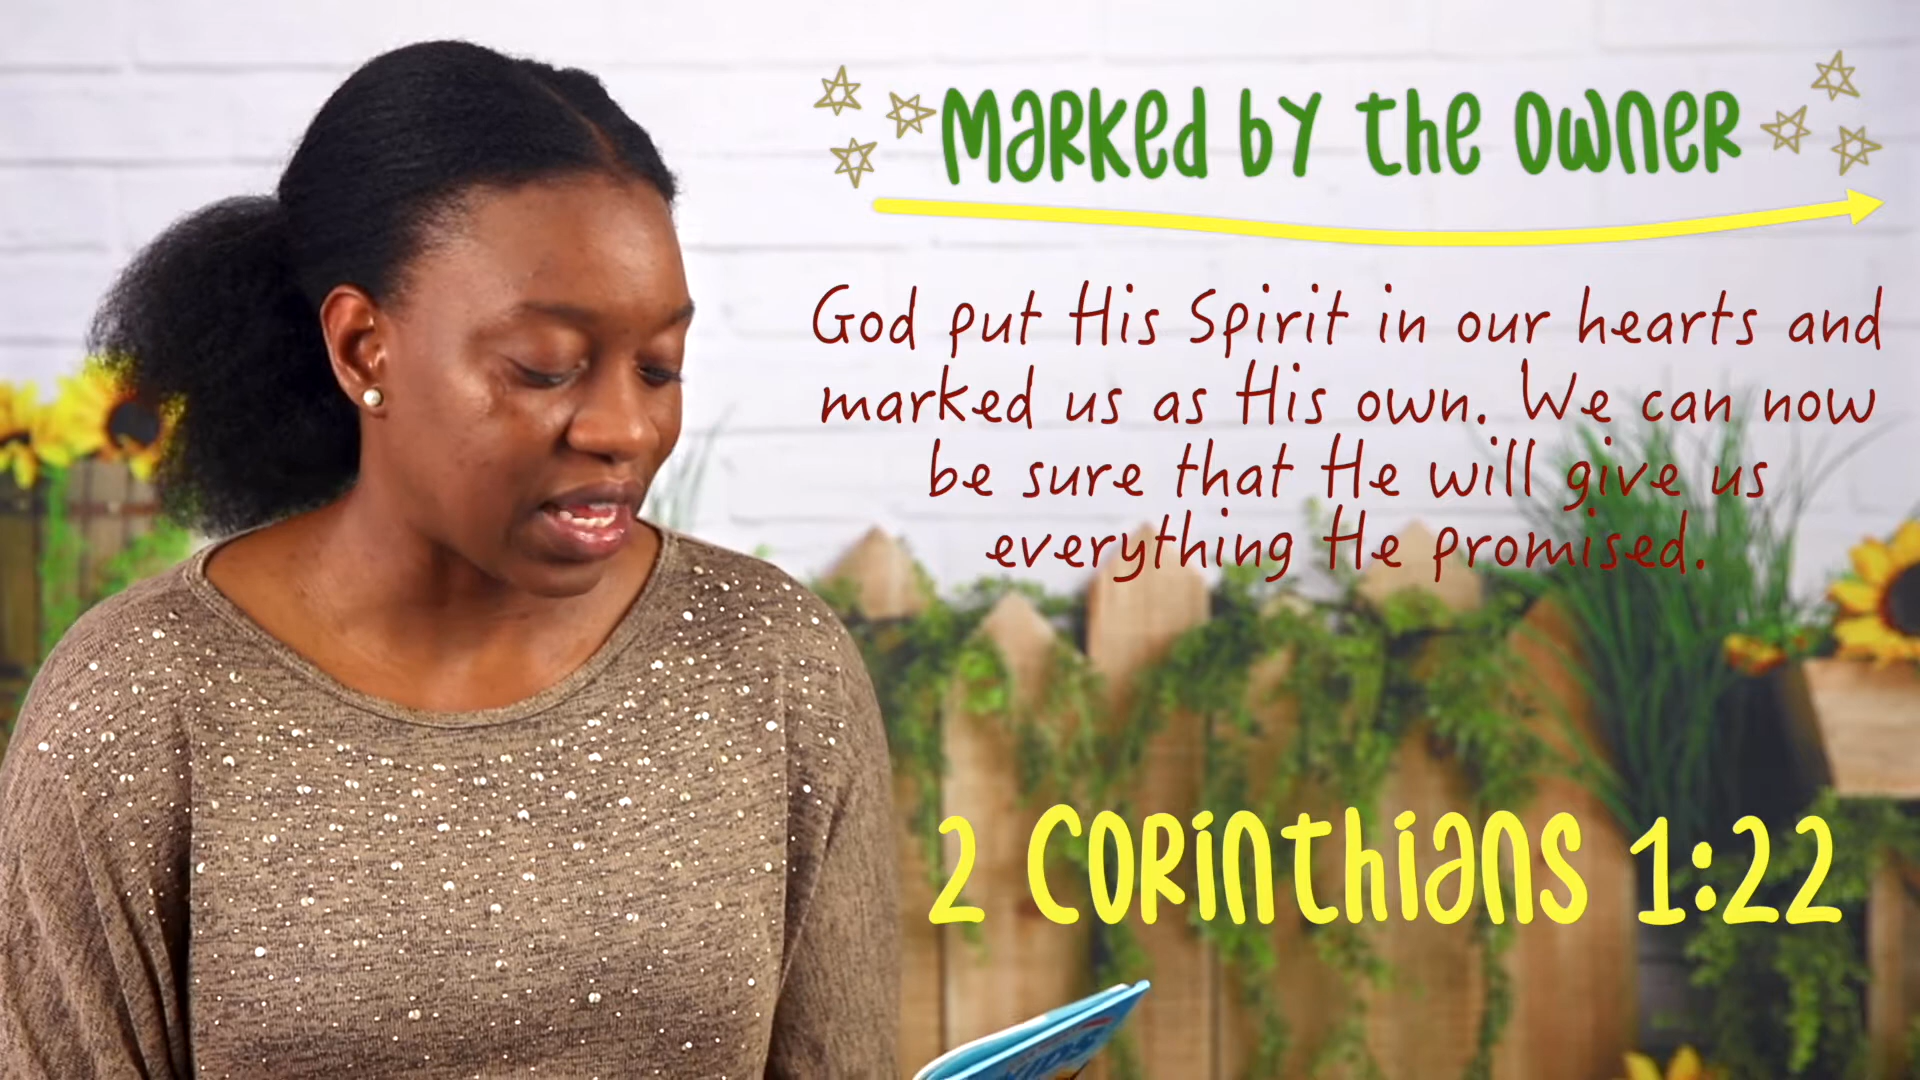 Marked by the Owner
God put His Spirit in our hearts and
marked us as His own. We can now
be sure that He will give us
everything He promised.
2 Corinthians 1:22